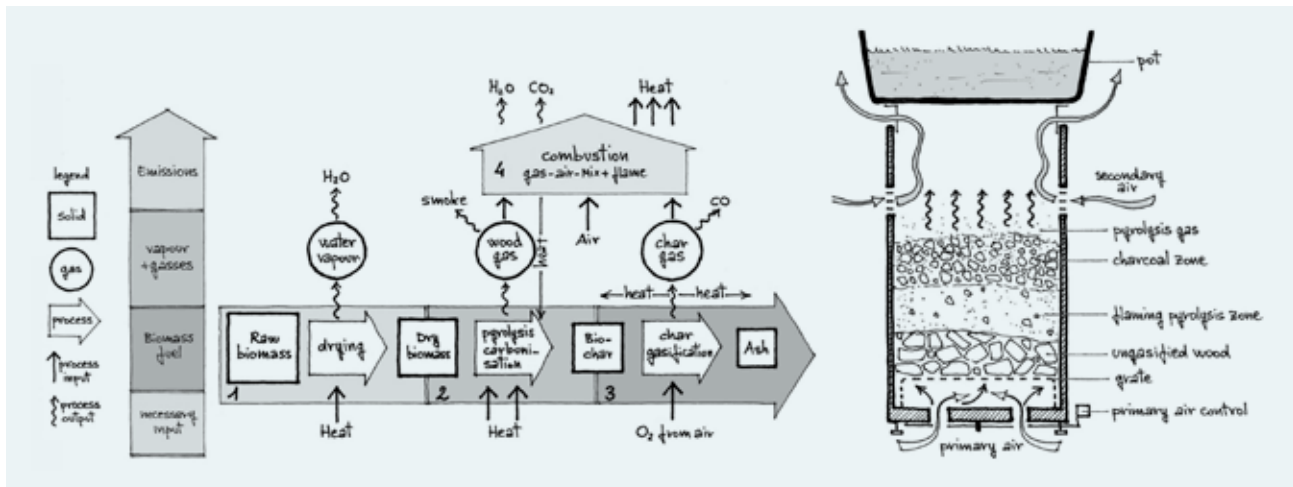 legend
solid
gas
process
process
input
process
output
Emissions
vapour
+gasses
Biomass
fuel
necessary
input
H₂O
water
vapour
Raw
biomass
drying
1
Heat
Dry
biomass
2
pyrolysis
carboni-
sation
Heat
smoke
wood
gas
heat
H₂O
CO₂
Heat
4
combustion
gas-air-mix+flame
Air
CO
char
gas
heat
heat
Bio-
char
3
char
gasification
Ash
O₂ from air
pot
secondary
air
pyrolysis gas
charcoal zone
flaming pyrolysis zone
ungasified wood
grate
primary air control
primary air